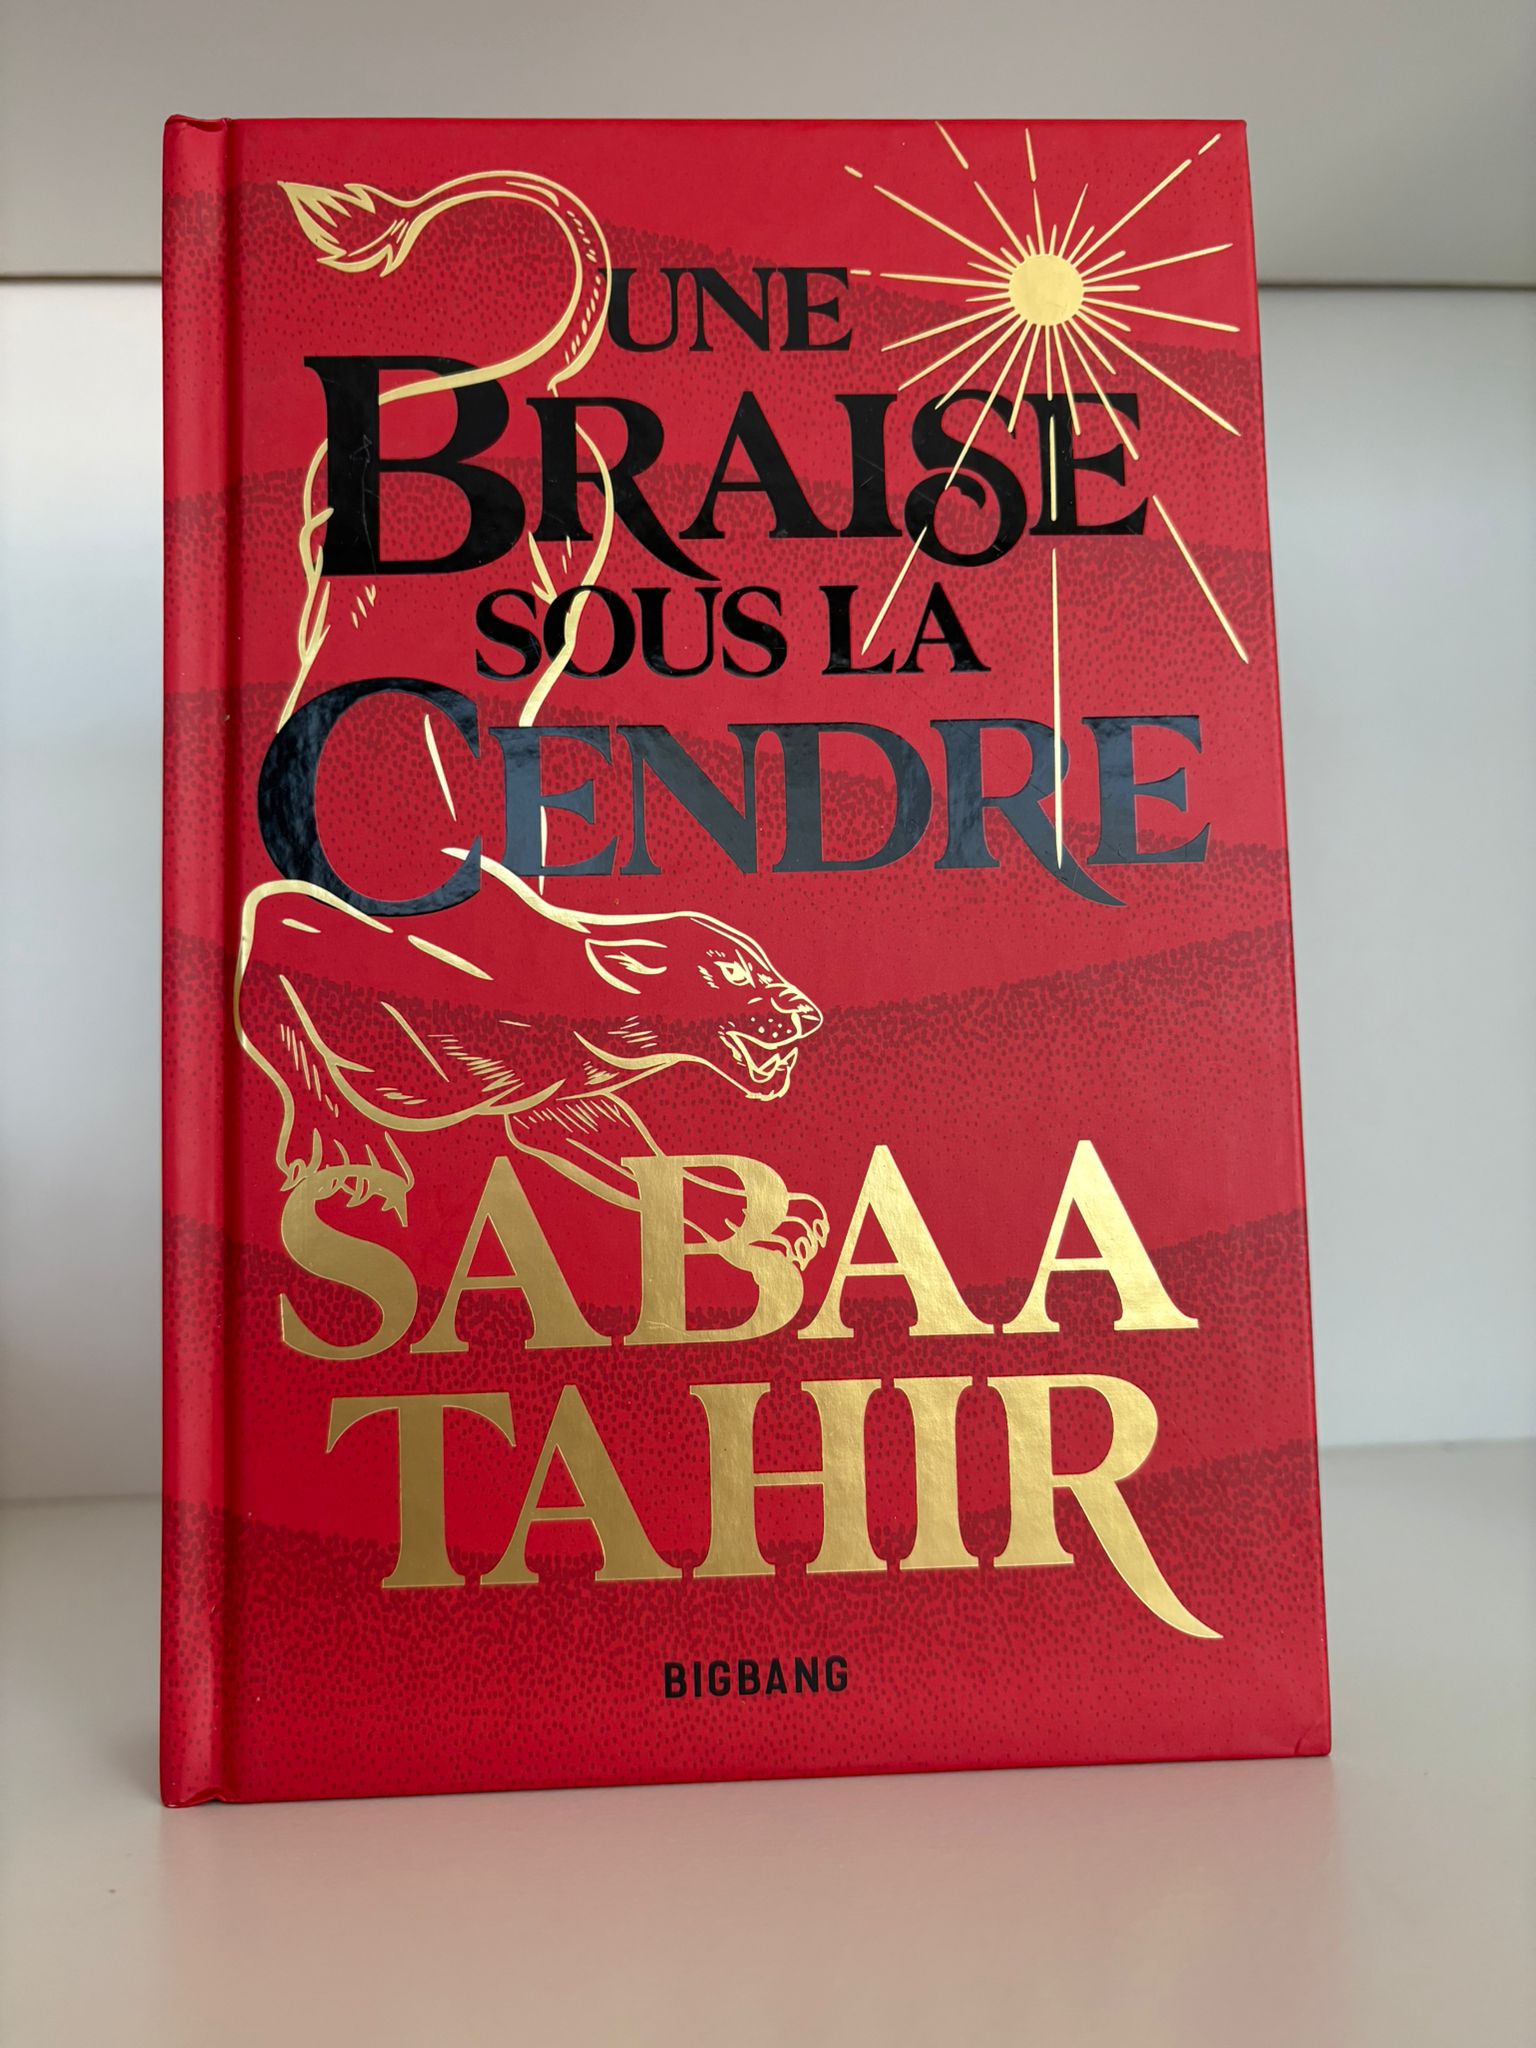 UNE
BRAISE
SOUS LA
CENDRE
SABAA
TAHIR
BIGBANG